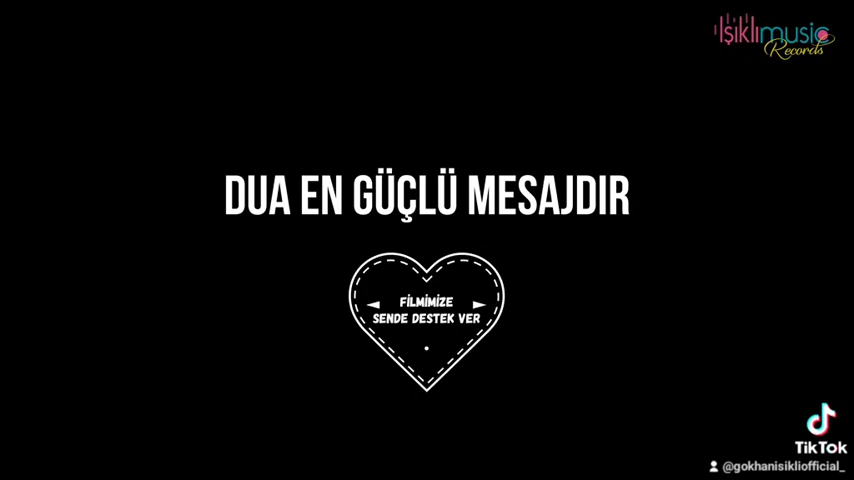 Işıklımusic
Records
DUA EN GÜÇLÜ MESAJDIR
FİLMİMİZE
SENDE DESTEK VER
TikTok
@gokhanisikliofficial_